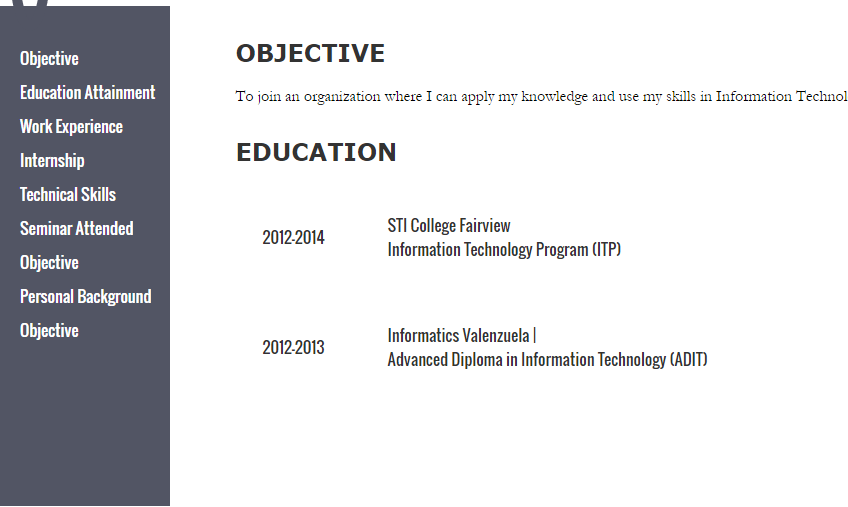 Objective
Education Attainment
Work Experience
Internship
Technical Skills
Seminar Attended
Objective
Personal Background
Objective
OBJECTIVE
To join an organization where I can apply my knowledge and use my skills in Information Technol
EDUCATION
2012-2014
STI College Fairview
Information Technology Program (ITP)
2012-2013
Informatics Valenzuela |
Advanced Diploma in Information Technology (ADIT)